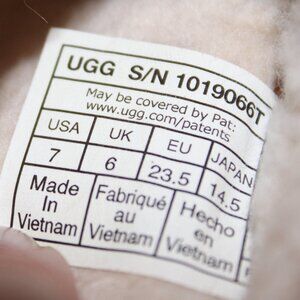 UGG S/N 1019066T
May be covered by Pat:
www.ugg.com/patents
USA UK EU JAPAN
7 6 23.5 14.5
Made Fabriqué Hecho
In au en
Vietnam Vietnam Vietnam